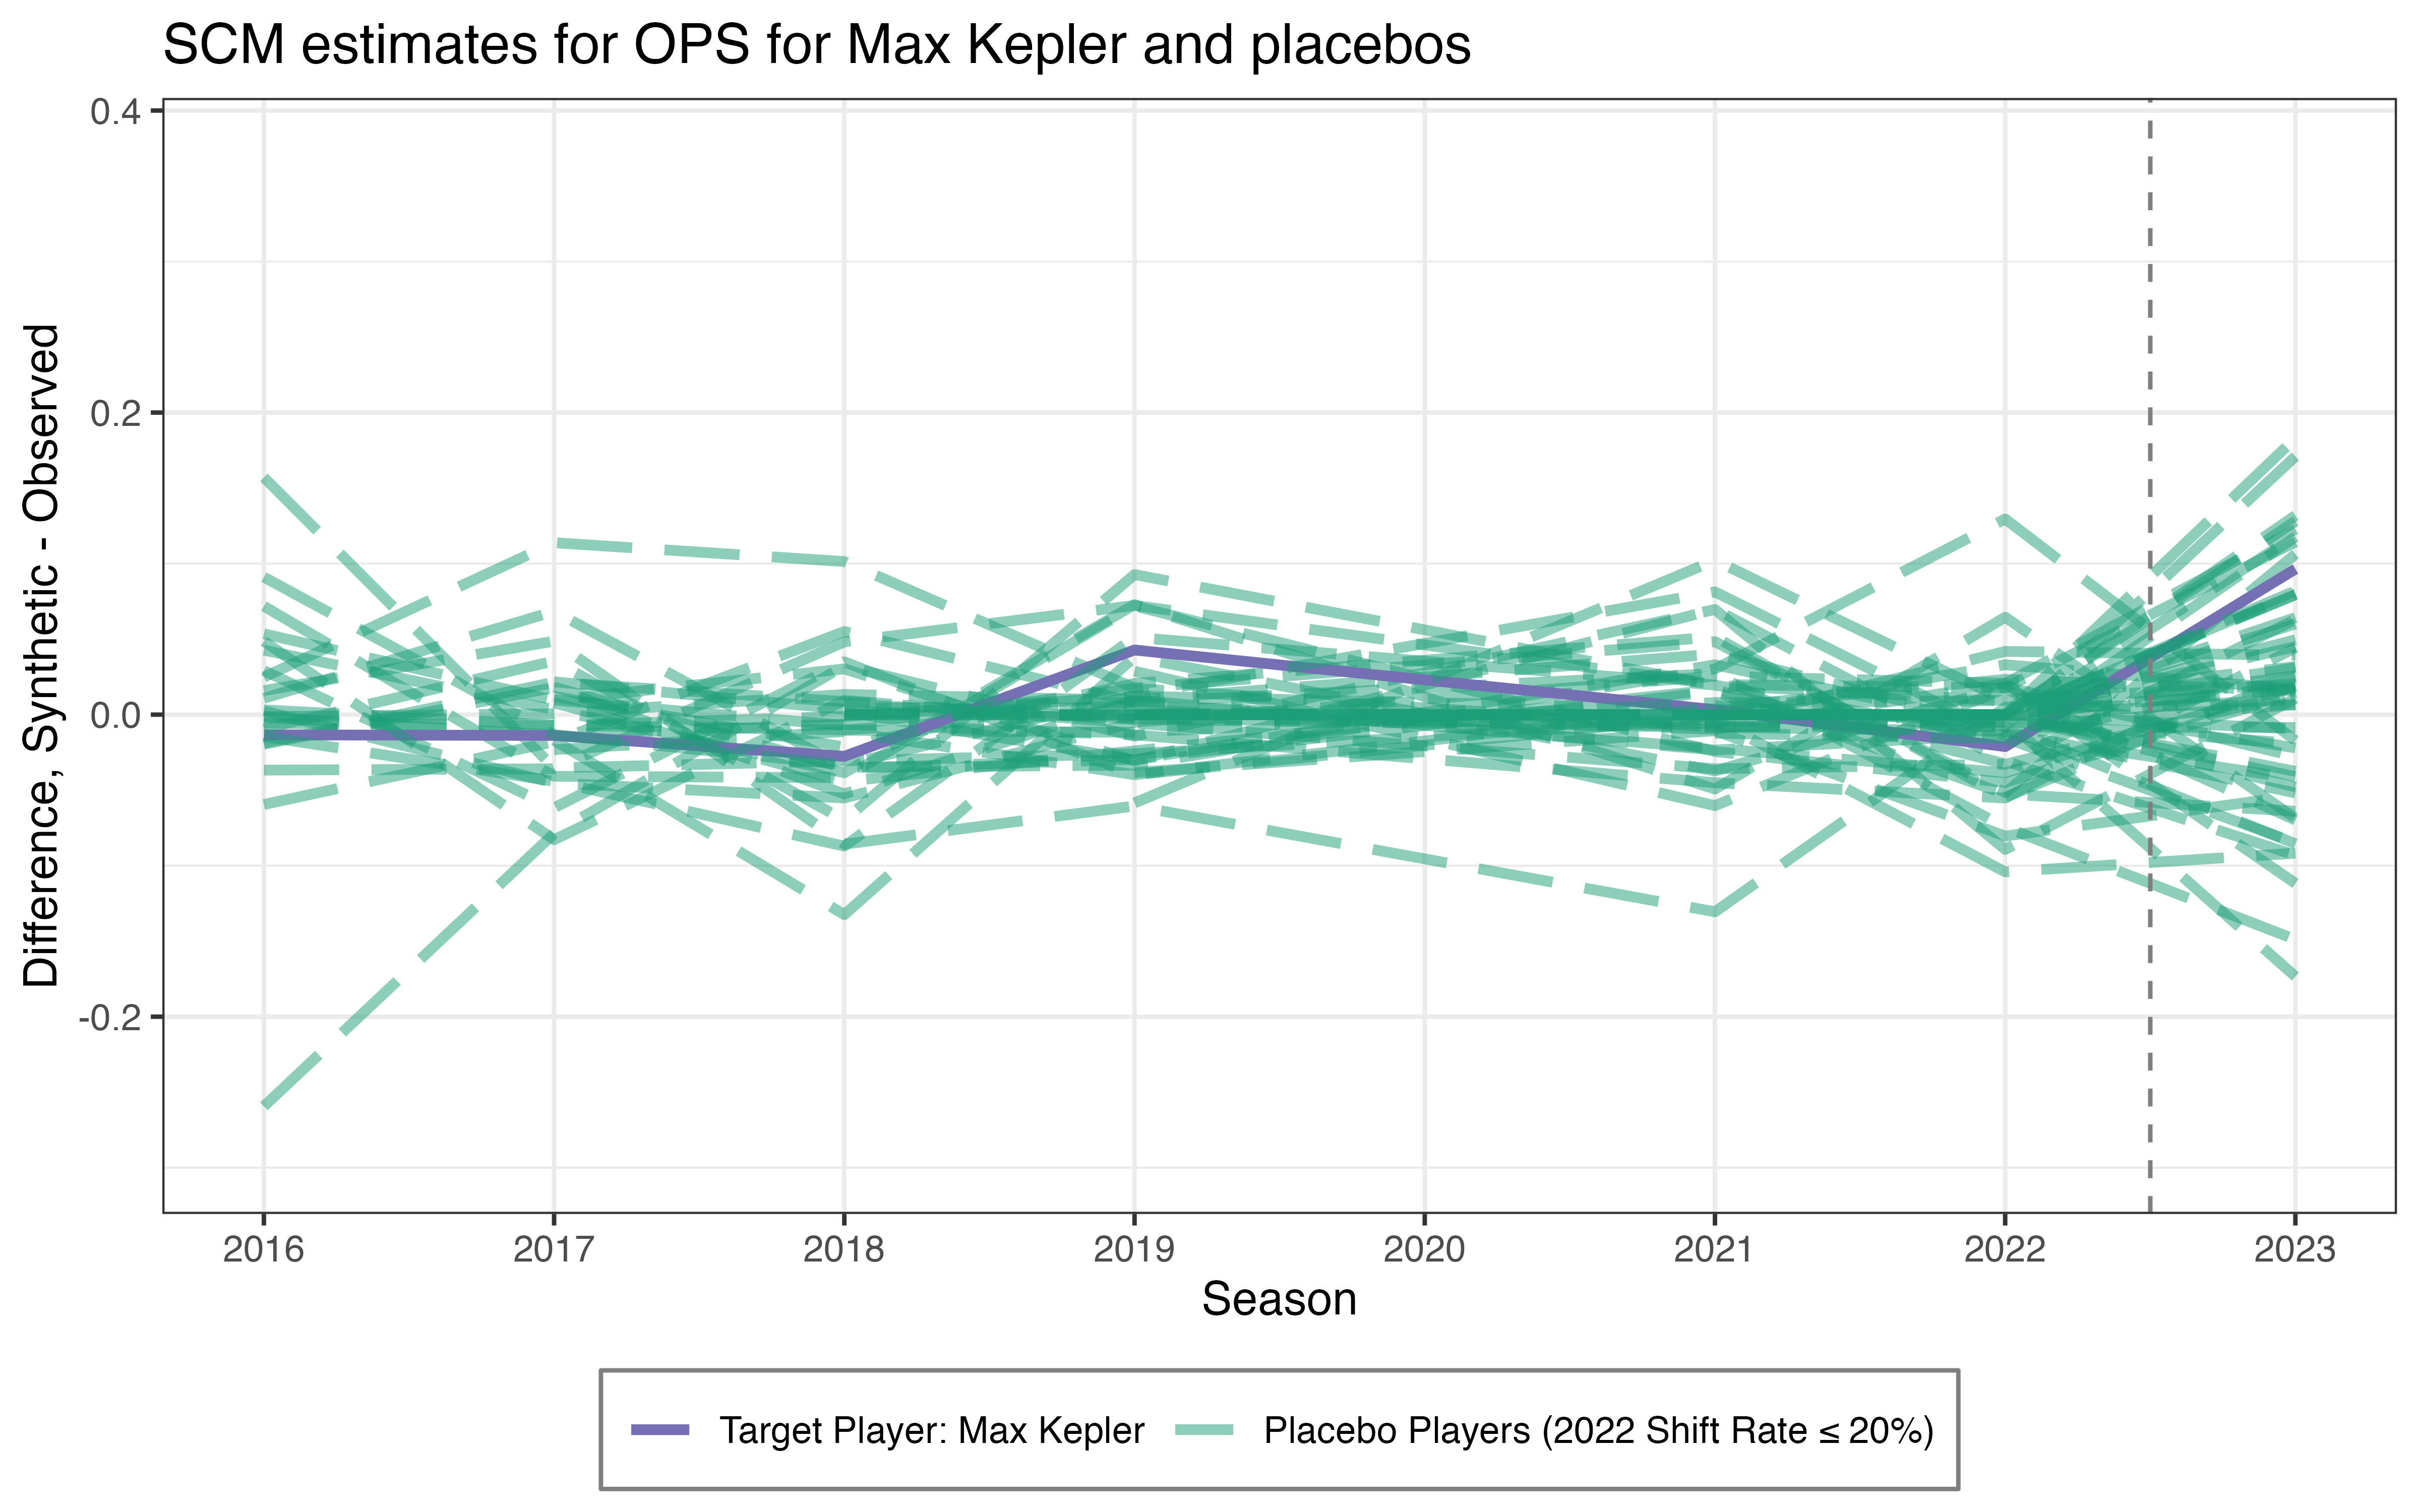 SCM estimates for OPS for Max Kepler and placebos
Difference, Synthetic - Observed
0.4
0.2
0.0
-0.2
2016 2017 2018 2019 2020 2021 2022 2023
Season
Target Player: Max Kepler Placebo Players (2022 Shift Rate ≤ 20%)